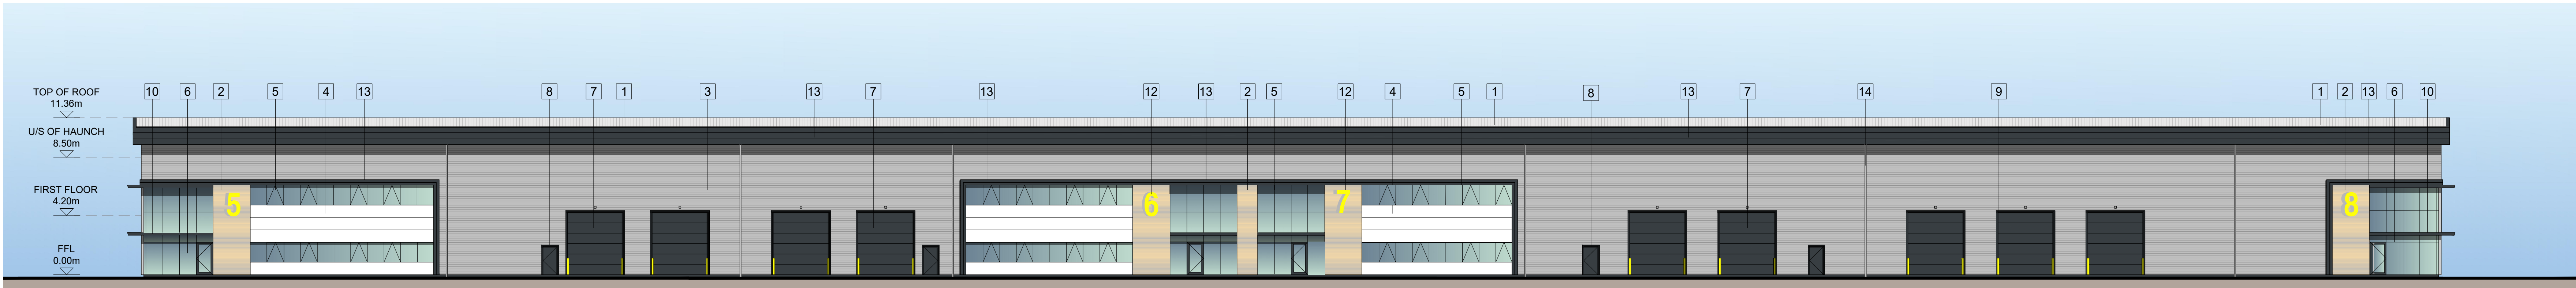 10 6 2 5 4 13 8 7 1 3 13 7 13 12 13 2 5 12 4 5 1 8 13 7 14 9 1 2 13 6 10
TOP OF ROOF
11.36m
U/S OF HAUNCH
8.50m
FIRST FLOOR
4.20m
FFL
0.00m
5 6 7 8